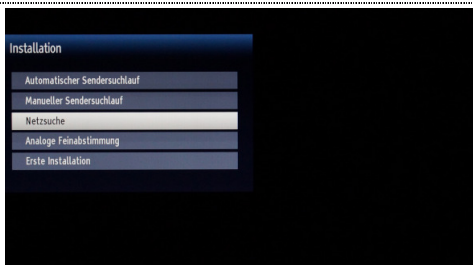 Installation
Automatischer Sendersuchlauf
Manueller Sendersuchlauf
Netzsuche
Analoge Feinabstimmung
Erste Installation